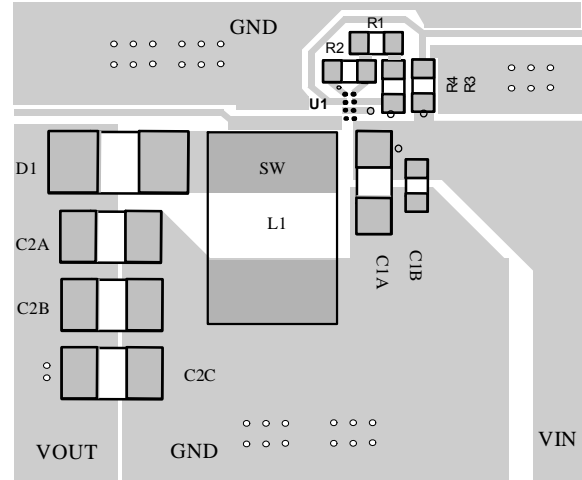 GND
R1
R2
U1
R4
R3
D1
SW
C2A
L1
C1A
C1B
C2B
C2C
VOUT
GND
VIN